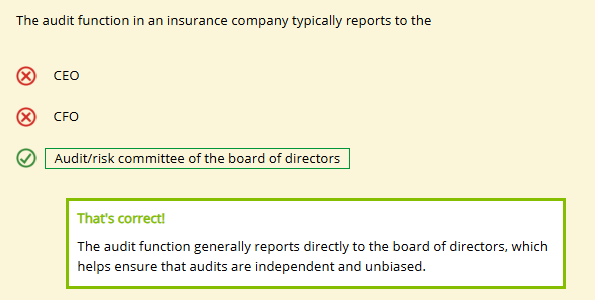 The audit function in an insurance company typically reports to the
CEO
CFO
Audit/risk committee of the board of directors
That's correct!
The audit function generally reports directly to the board of directors, which
helps ensure that audits are independent and unbiased.